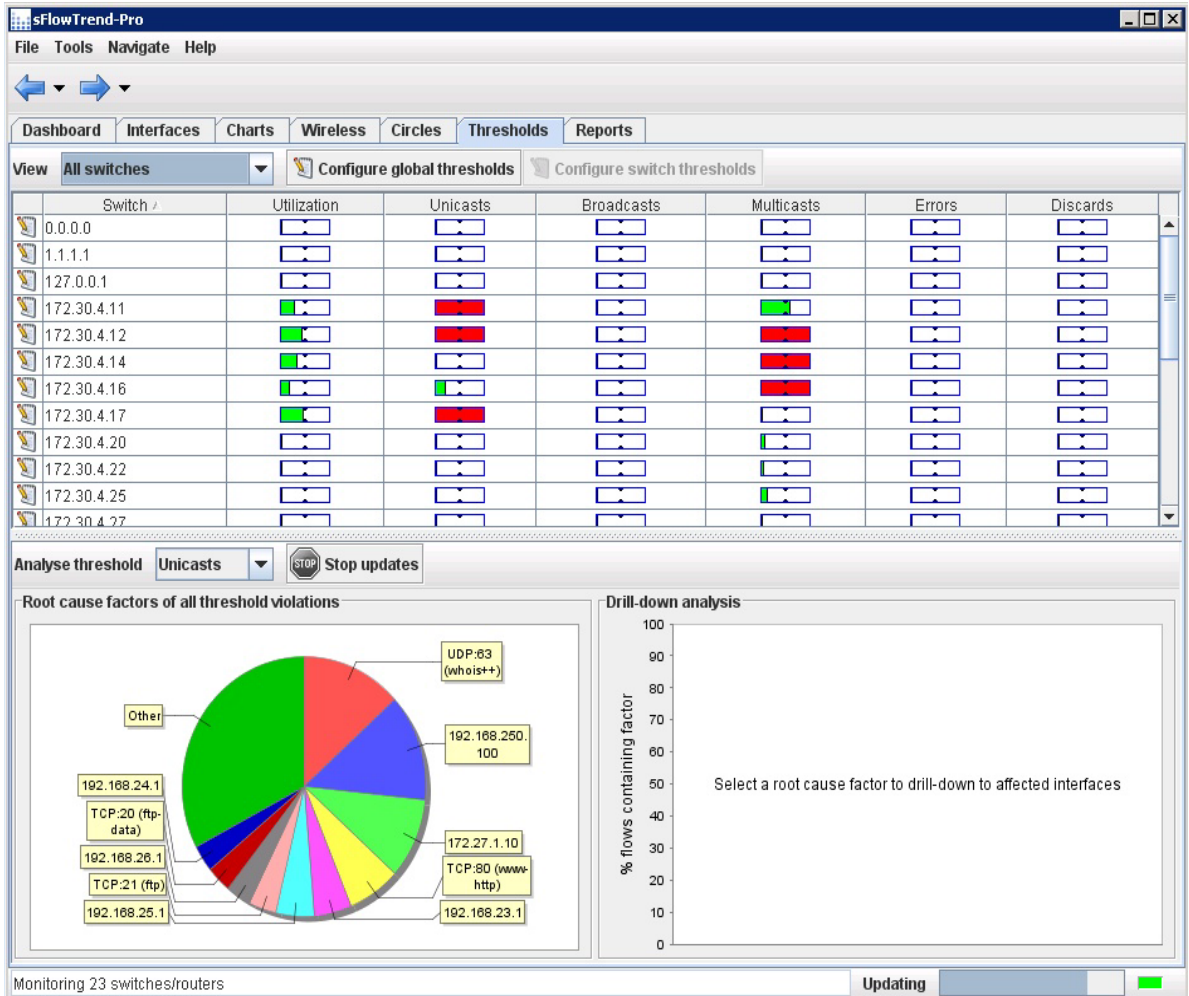 sFlowTrend-Pro
File Tools Navigate Help
Dashboard Interfaces Charts Wireless Circles Thresholds Reports
View All switches Configure global thresholds Configure switch thresholds
Switch Utilization Unicasts Broadcasts Multicasts Errors Discards
0.0.0.0
1.1.1.1
127.0.0.1
172.30.4.11
172.30.4.12
172.30.4.14
172.30.4.16
172.30.4.17
172.30.4.20
172.30.4.22
172.30.4.25
172.30.4.27
Analyse threshold Unicasts STOP Stop updates
Root cause factors of all threshold violations
UDP:63
(whois++)
Other
192.168.250.
100
192.168.24.1
TCP:20 (ftp-
data)
172.27.1.10
192.168.26.1
TCP:80 (www-
http)
TCP:21 (ftp)
192.168.25.1
192.168.23.1
Drill-down analysis
% flows containing factor
100
90
80
70
60
50
40
30
20
10
0
Select a root cause factor to drill-down to affected interfaces
Monitoring 23 switches/routers
Updating